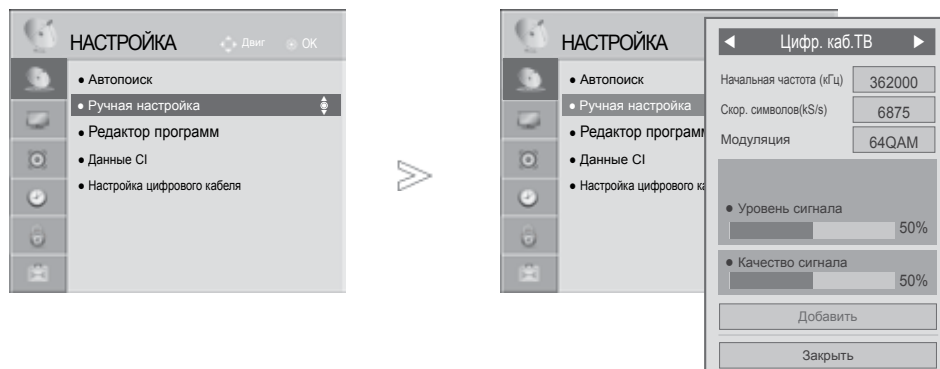 НАСТРОЙКА
Двиг
OK
● Автопоиск
● Ручная настройка
● Редактор программ
● Данные CI
● Настройка цифрового кабеля
НАСТРОЙКА
● Автопоиск
● Ручная настройка
● Редактор программ
● Данные CI
● Настройка цифрового ка
◄ Цифр. каб.ТВ ►
Начальная частота (кГц) 362000
Скор. символов(kS/s) 6875
Модуляция 64QAM
● Уровень сигнала
50%
● Качество сигнала
50%
Добавить
Закрыть